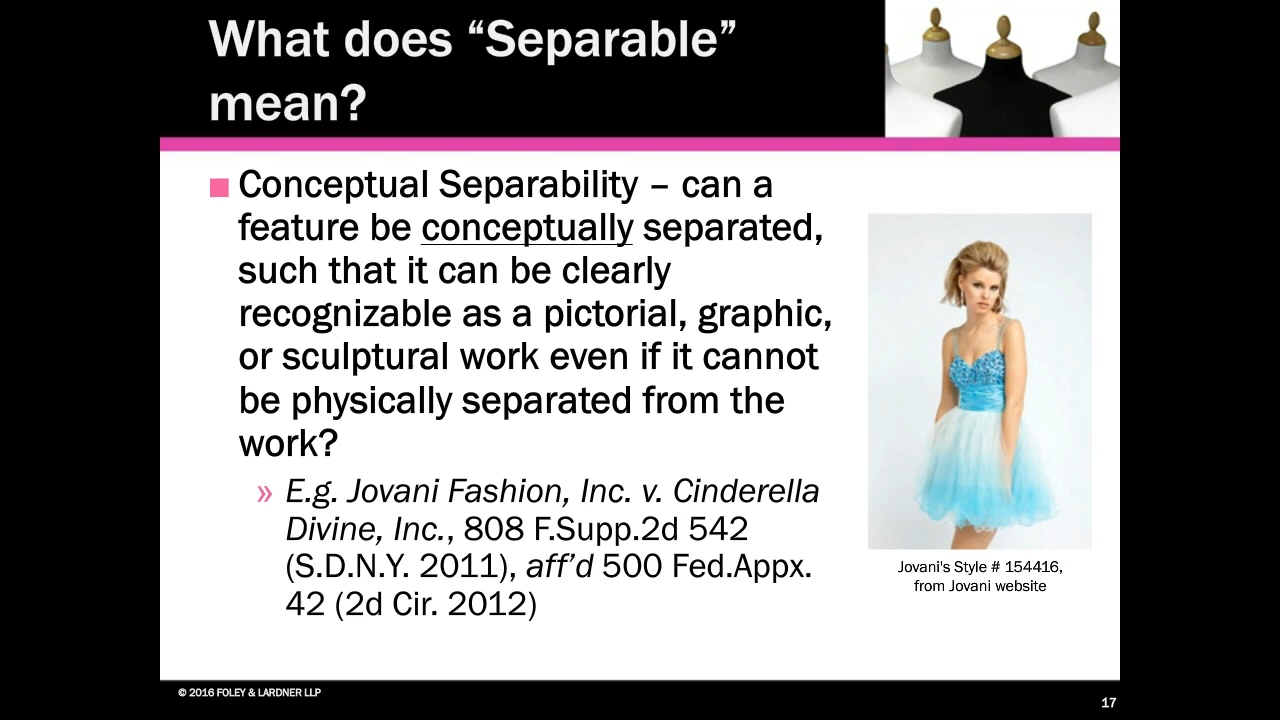 What does “Separable”
mean?
■ Conceptual Separability – can a
feature be conceptually separated,
such that it can be clearly
recognizable as a pictorial, graphic,
or sculptural work even if it cannot
be physically separated from the
work?
» E.g. Jovani Fashion, Inc. v. Cinderella
Divine, Inc., 808 F.Supp.2d 542
(S.D.N.Y. 2011), aff’d 500 Fed.Appx.
42 (2d Cir. 2012)
Jovani's Style # 154416,
from Jovani website
© 2016 FOLEY & LARDNER LLP
17